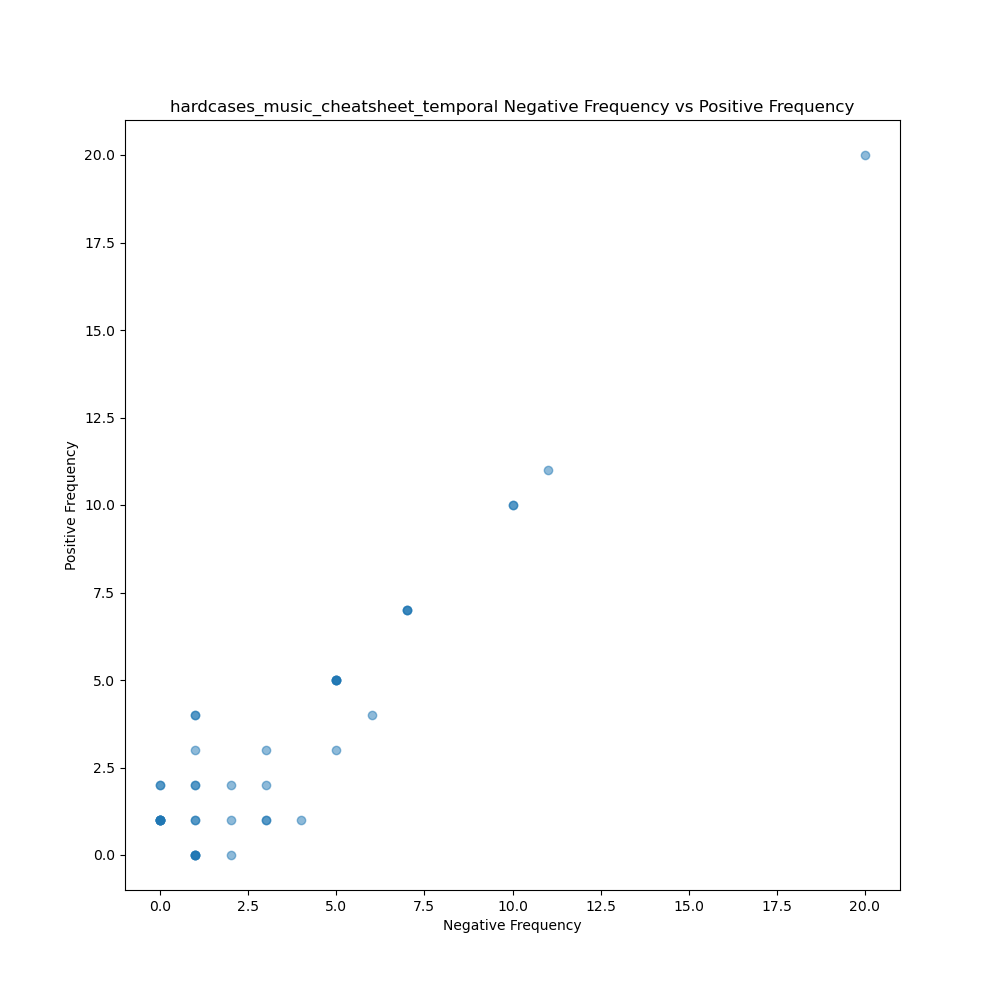 hardcases_music_cheatsheet_temporal Negative Frequency vs Positive Frequency
20.0
17.5
15.0
12.5
10.0
7.5
5.0
2.5
0.0
Positive Frequency
0.0 2.5 5.0 7.5 10.0 12.5 15.0 17.5 20.0
Negative Frequency